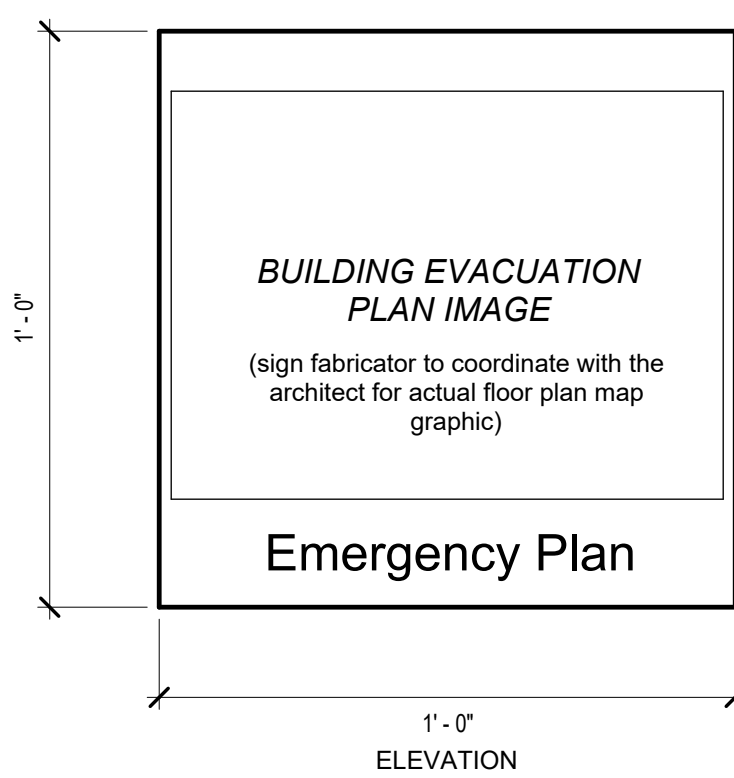 BUILDING EVACUATION
PLAN IMAGE
(sign fabricator to coordinate with the
architect for actual floor plan map
graphic)
1' - 0"
Emergency Plan
1' - 0"
ELEVATION